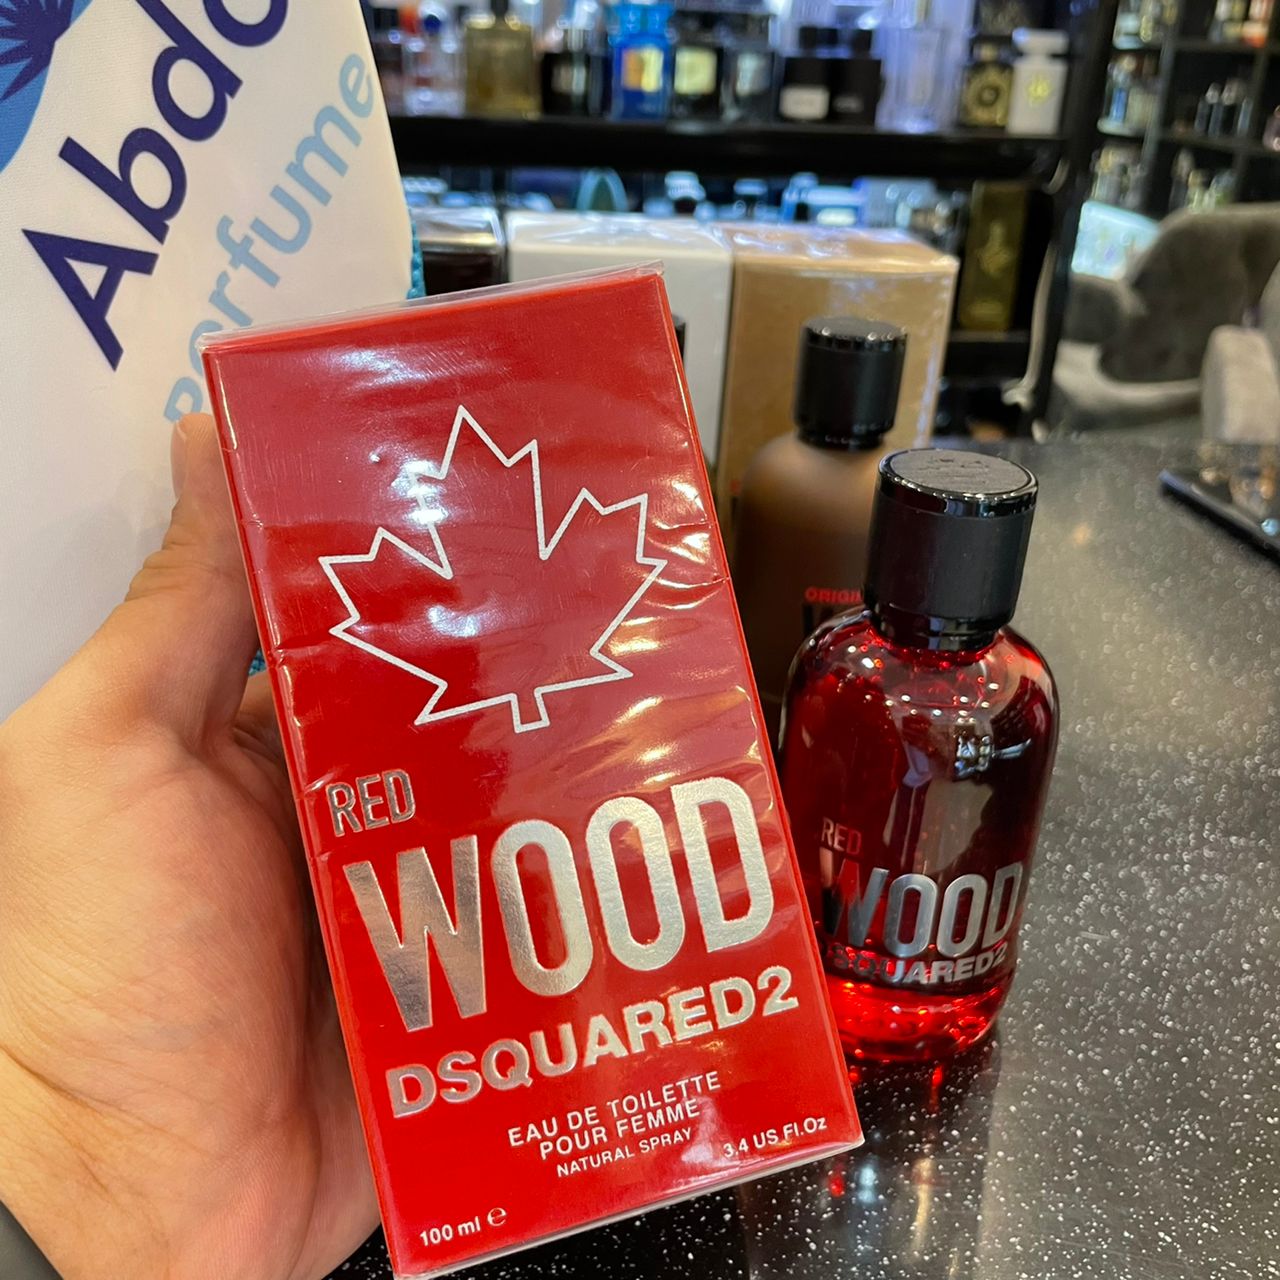 Abdo
Perfume
RED
WOOD
DSQUARED2
EAU DE TOILETTE
POUR FEMME
NATURAL SPRAY
3.4 US Fl.Oz
100 ml e
RED
WOOD
DSQUARED2